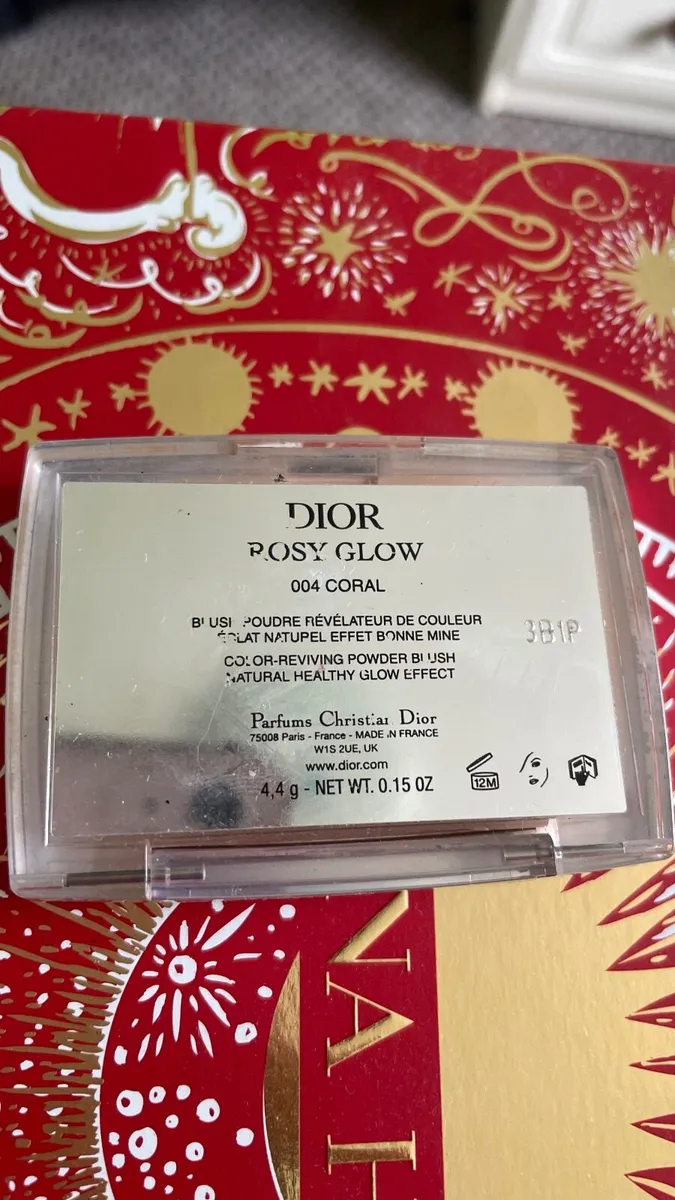 DIOR
ROSY GLOW
004 CORAL
BLUSH POUDRE RÉVÉLATEUR DE COULEUR
ÉCLAT NATUREL EFFET BONNE MINE
3B1P
COLOR-REVIVING POWDER BLUSH
NATURAL HEALTHY GLOW EFFECT
Parfums Christian Dior
75008 Paris - France - MADE IN FRANCE
W1S 2UE, UK
www.dior.com
4,4 g - NET WT. 0.15 OZ
12M